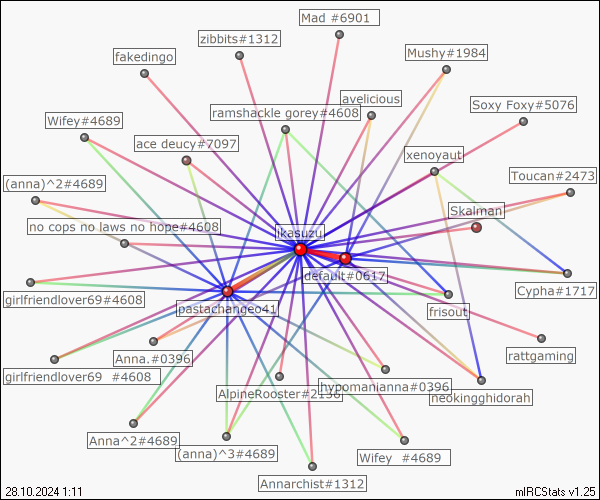 Mad #6901
zibbits#1312
Mushy#1984
fakedingo
avelicious
Soxy Foxy#5076
ramshackle gorey#4608
Wifey#4689
ace deucy#7097
xenoyaut
Toucan#2473
(anna)^2#4689
Skalman
no cops no laws no hope#4608
ikasuzu
default#0617
Cypha#1717
girlfriendlover69#4608
pastachangeo41
frisout
Anna.#0396
rattgaming
girlfriendlover69 #4608
hypomanianna#0396
AlpineRooster#2136
neokingghidorah
Anna^2#4689
(anna)^3#4689
Wifey #4689
Annarchist#1312
28.10.2024 1:11
mIRCStats v1.25